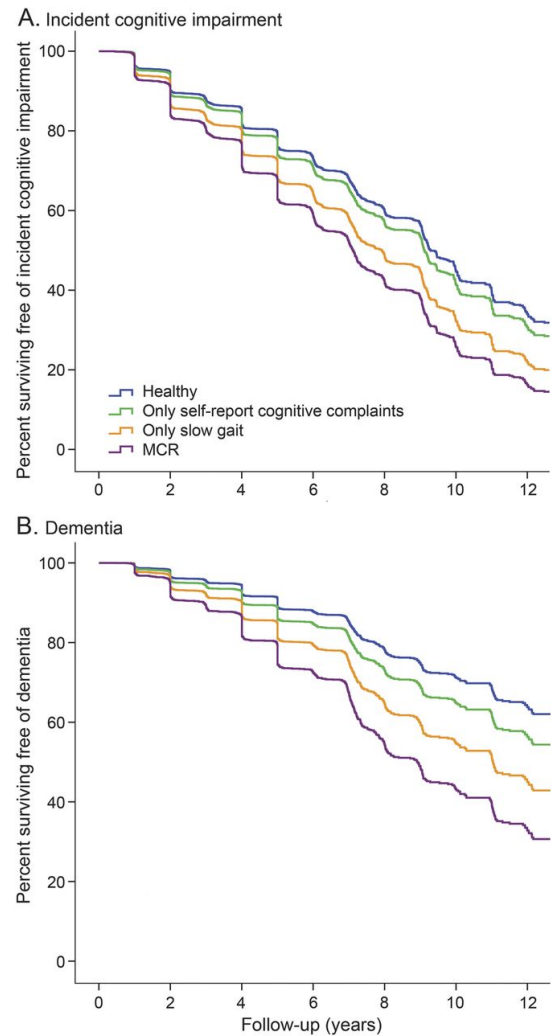 A. Incident cognitive impairment
Percent surviving free of incident cognitive impairment
100
80
60
40
20
0
Healthy
Only self-report cognitive complaints
Only slow gait
MCR
0 2 4 6 8 10 12
B. Dementia
Percent surviving free of dementia
100
80
60
40
20
0
0 2 4 6 8 10 12
Follow-up (years)